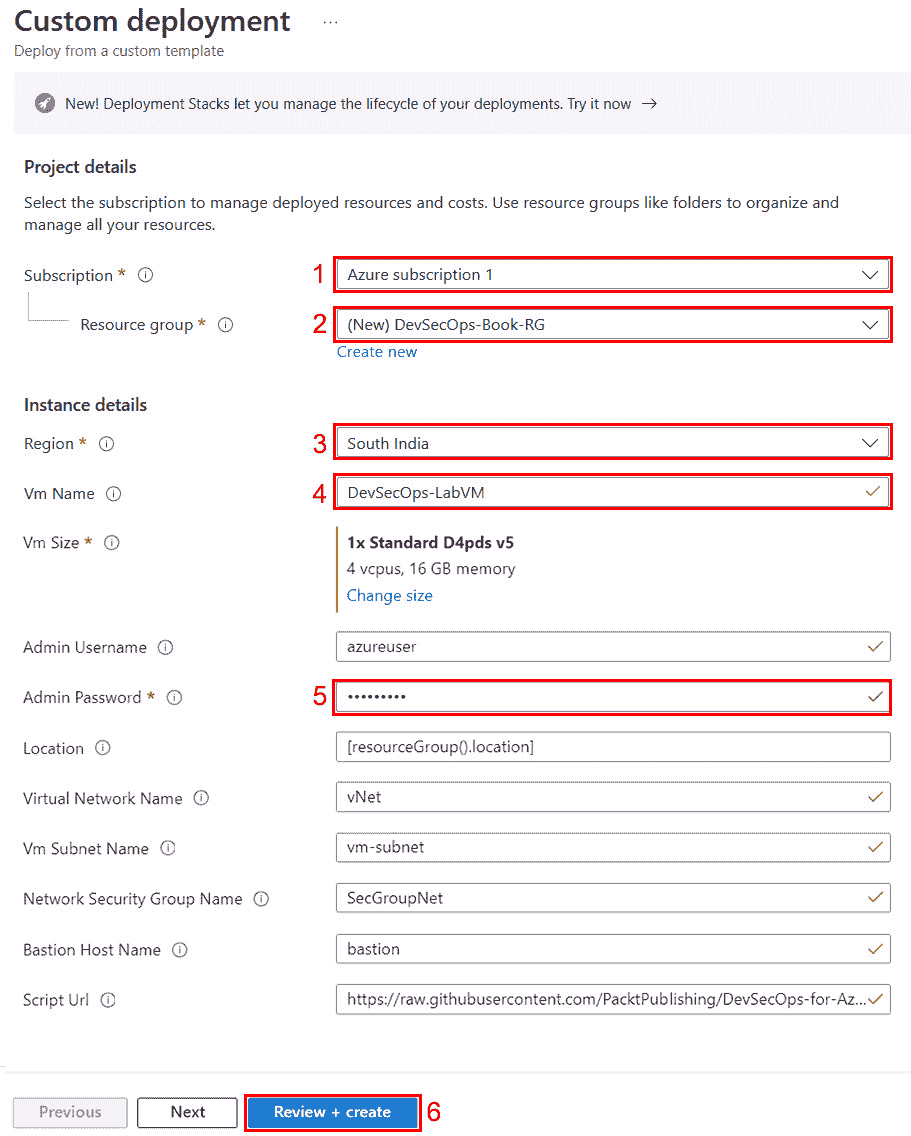 Custom deployment ...
Deploy from a custom template
New! Deployment Stacks let you manage the lifecycle of your deployments. Try it now →
Project details
Select the subscription to manage deployed resources and costs. Use resource groups like folders to organize and
manage all your resources.
Subscription * 1 Azure subscription 1
Resource group * 2 (New) DevSecOps-Book-RG
Create new
Instance details
Region * 3 South India
Vm Name 4 DevSecOps-LabVM
Vm Size * 1x Standard D4pds v5
4 vcpus, 16 GB memory
Change size
Admin Username azureuser
Admin Password * 5 •••••••••
Location [resourceGroup().location]
Virtual Network Name vNet
Vm Subnet Name vm-subnet
Network Security Group Name SecGroupNet
Bastion Host Name bastion
Script Url https://raw.githubusercontent.com/PacktPublishing/DevSecOps-for-Az...
Previous Next Review + create 6